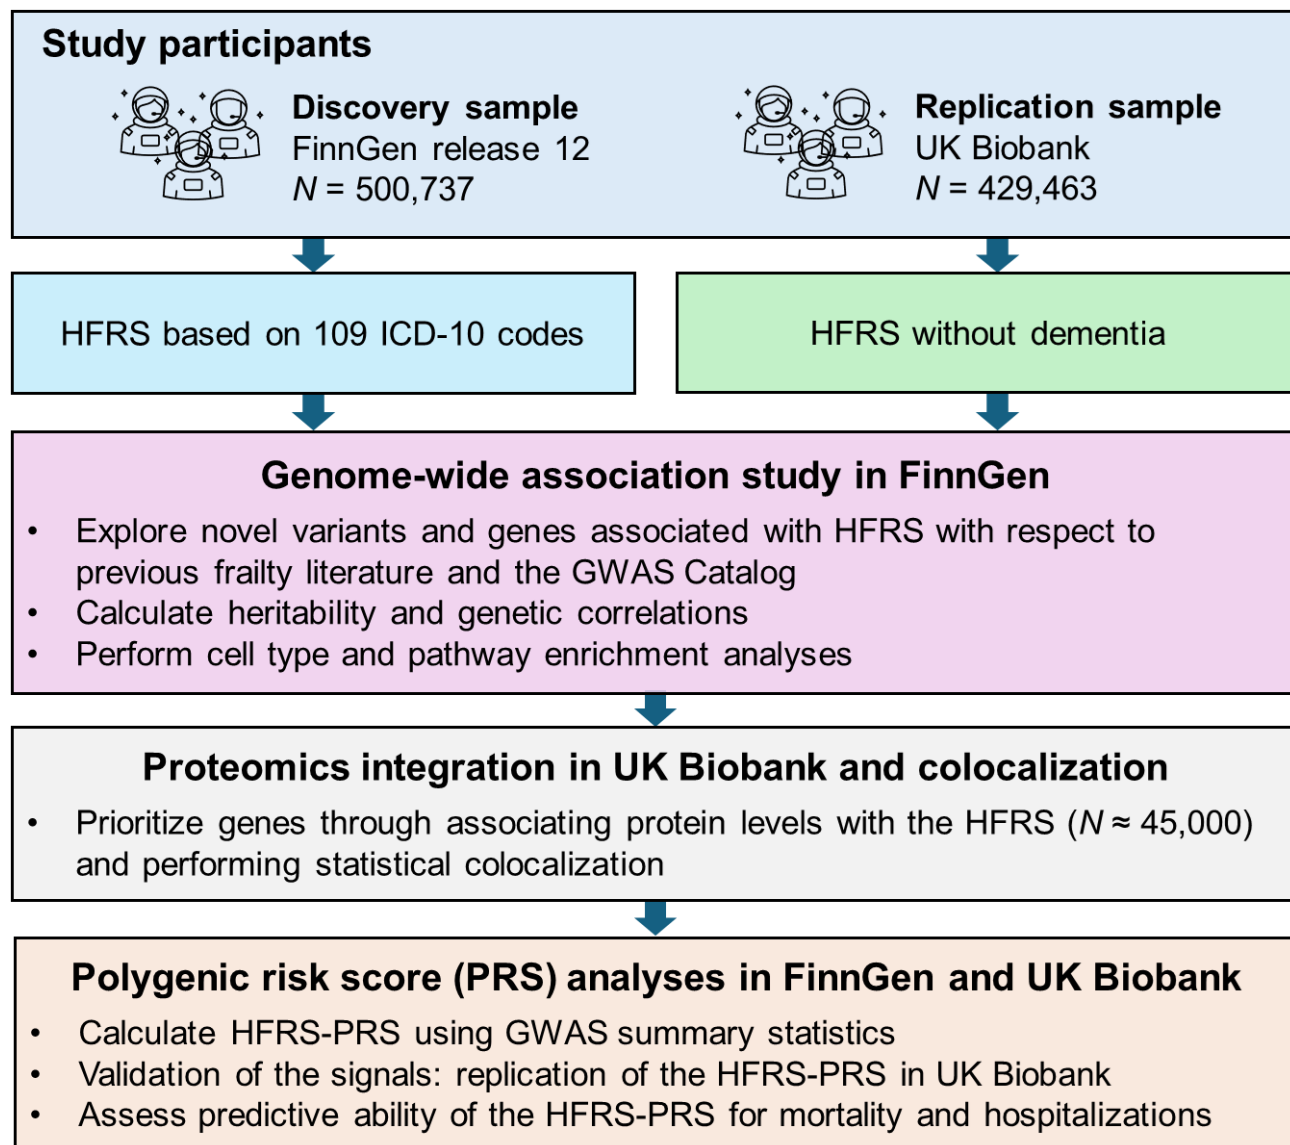 Study participants
Discovery sample
FinnGen release 12
N = 500,737
Replication sample
UK Biobank
N = 429,463
HFRS based on 109 ICD-10 codes
HFRS without dementia
Genome-wide association study in FinnGen
• Explore novel variants and genes associated with HFRS with respect to
previous frailty literature and the GWAS Catalog
• Calculate heritability and genetic correlations
• Perform cell type and pathway enrichment analyses
Proteomics integration in UK Biobank and colocalization
• Prioritize genes through associating protein levels with the HFRS (N ≈ 45,000)
and performing statistical colocalization
Polygenic risk score (PRS) analyses in FinnGen and UK Biobank
• Calculate HFRS-PRS using GWAS summary statistics
• Validation of the signals: replication of the HFRS-PRS in UK Biobank
• Assess predictive ability of the HFRS-PRS for mortality and hospitalizations